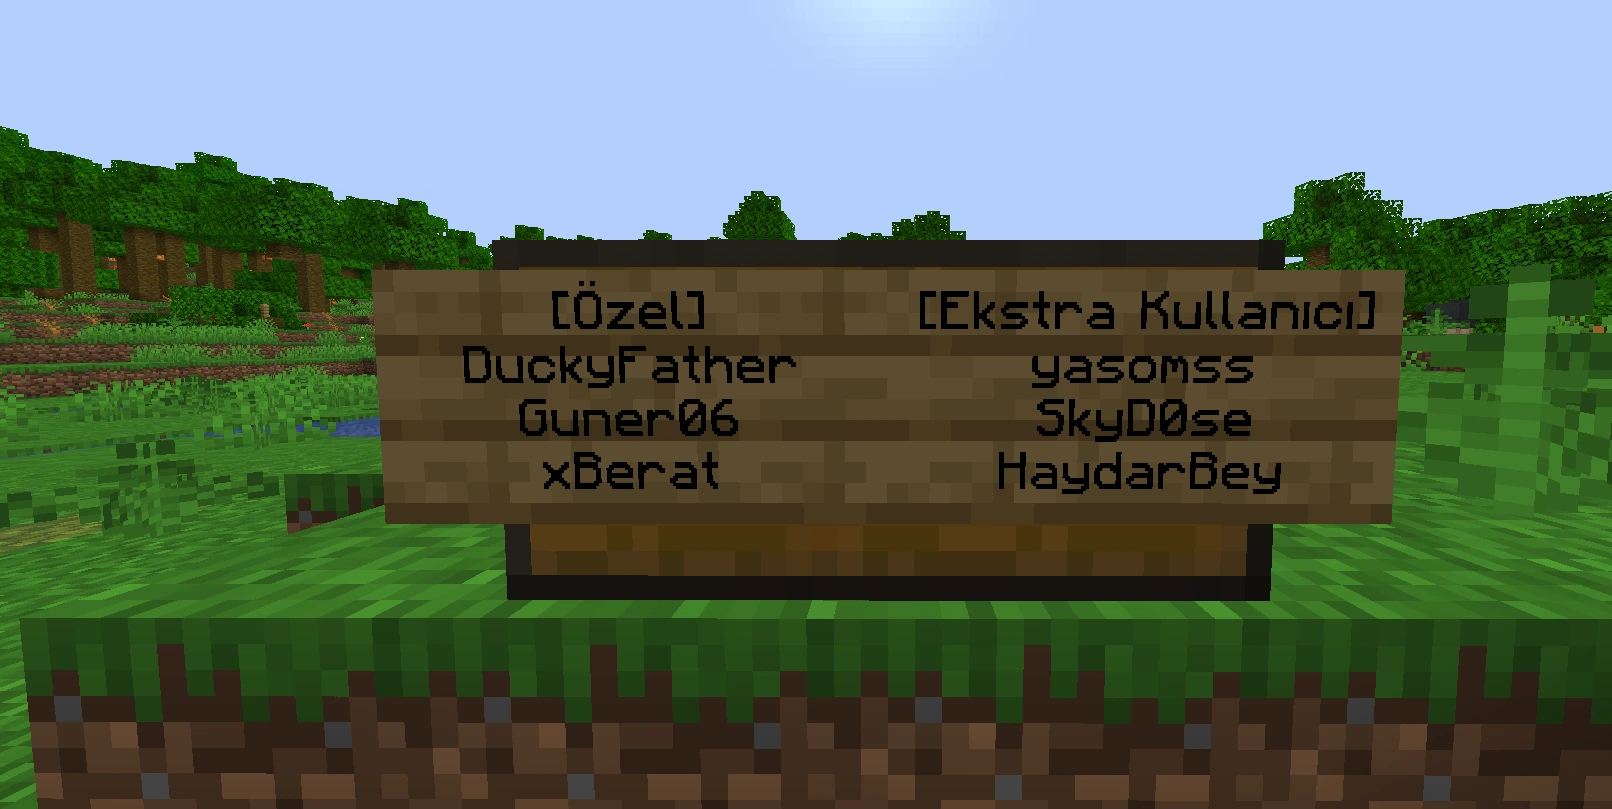 [Özel]
DuckyFather
Guner06
xBerat
[Ekstra Kullanıcı]
yasomss
SkyD0se
HaydarBey